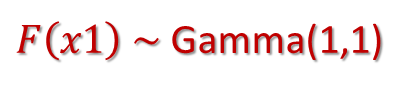 F(x1) ~ Gamma(1,1)